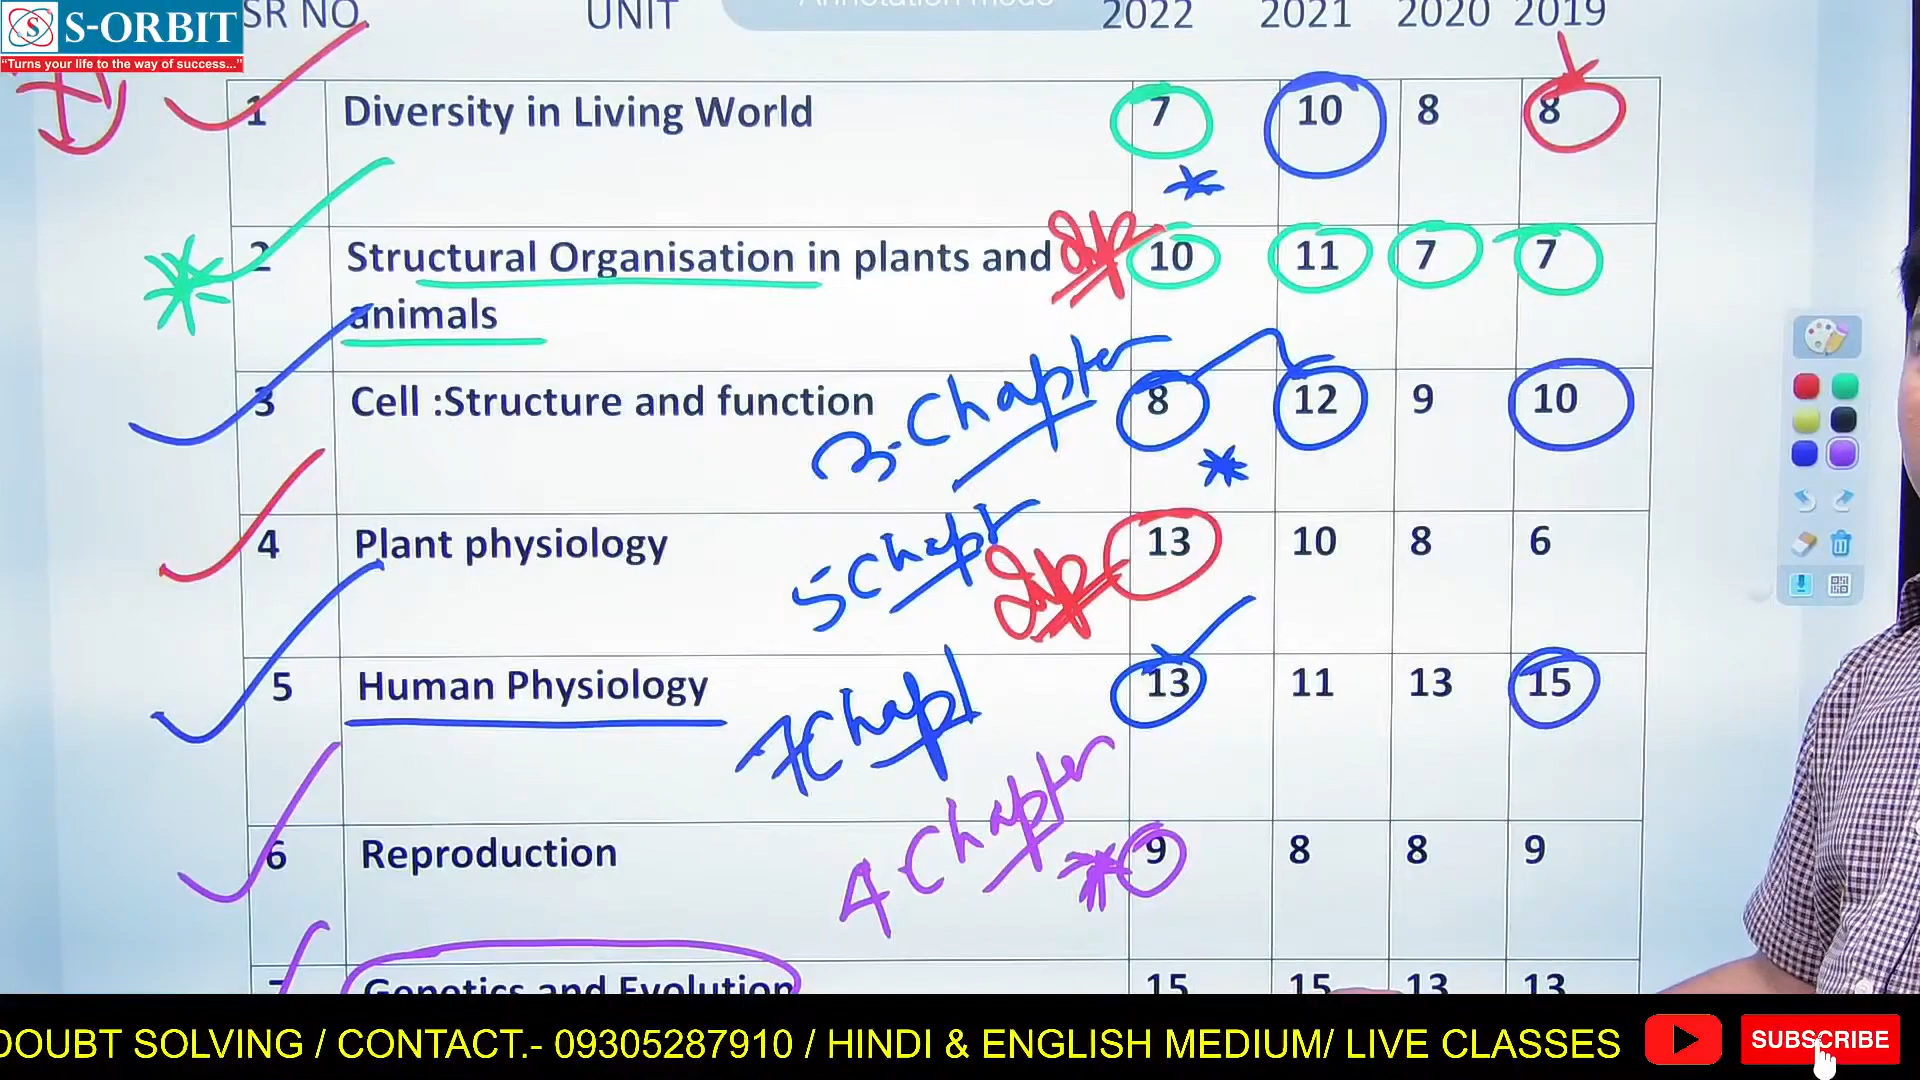 S-ORBIT
"Turns your life to the way of success..."
SR NO UNIT 2022 2021 2020 2019
1 Diversity in Living World 7 10 8 8
2 Structural Organisation in plants and 10 11 7 7
animals
3 Cell :Structure and function 3-Chapter 8 12 9 10
4 Plant physiology 5 Chapt 13 10 8 6
5 Human Physiology 7 Chapt 13 11 13 15
6 Reproduction 4 Chapter 9 8 8 9
Genetics and Evolution 15 15 13 13
DOUBT SOLVING / CONTACT.- 09305287910 / HINDI & ENGLISH MEDIUM/ LIVE CLASSES
SUBSCRIBE